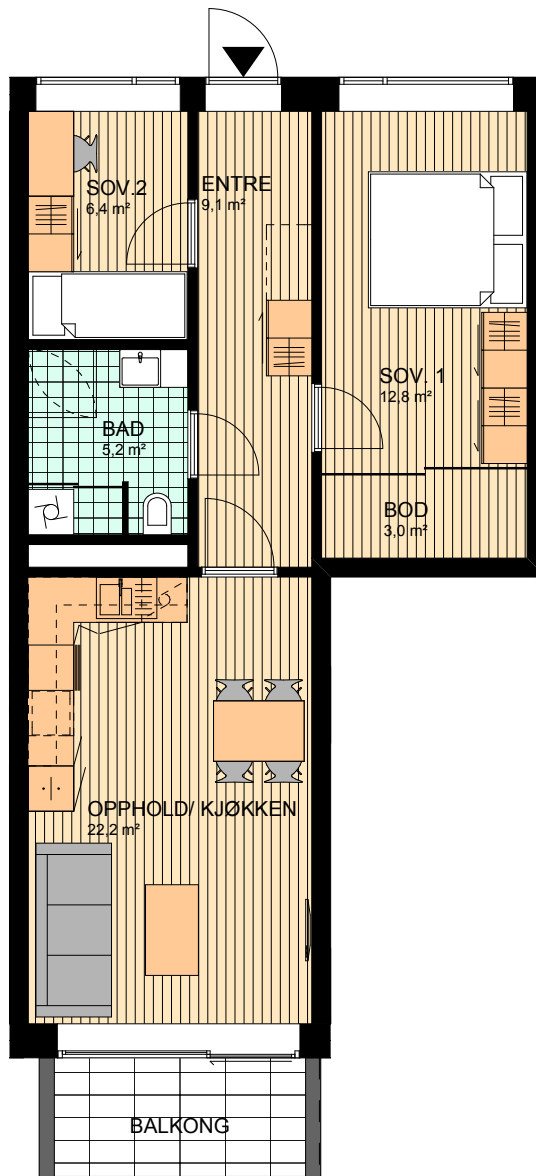 SOV.2
6,4 m²
ENTRE
9,1 m²
SOV. 1
12,8 m²
BAD
5,2 m²
BOD
3,0 m²
OPPHOLD/ KJØKKEN
22,2 m²
BALKONG